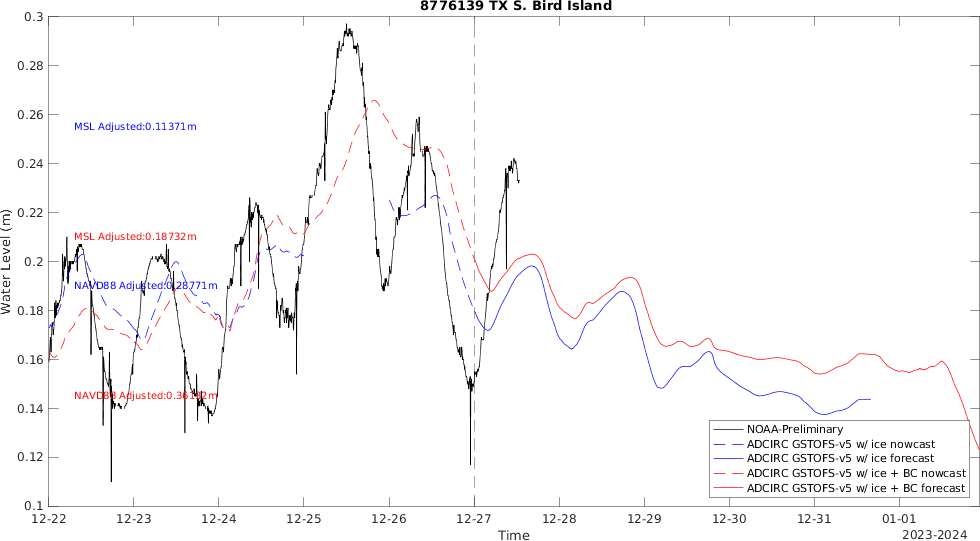 8776139 TX S. Bird Island
0.3
0.28
0.26
0.24
0.22
0.2
0.18
0.16
0.14
0.12
0.1
Water Level (m)
MSL Adjusted:0.11371m
MSL Adjusted:0.18732m
NAVD88 Adjusted:0.28771m
NAVD88 Adjusted:
NOAA-Preliminary
ADCIRC GSTOFS-v5 w/ ice nowcast
ADCIRC GSTOFS-v5 w/ ice forecast
ADCIRC GSTOFS-v5 w/ ice + BC nowcast
ADCIRC GSTOFS-v5 w/ ice + BC forecast
12-22 12-23 12-24 12-25 12-26 12-27 12-28 12-29 12-30 12-31 01-01
Time
2023-2024